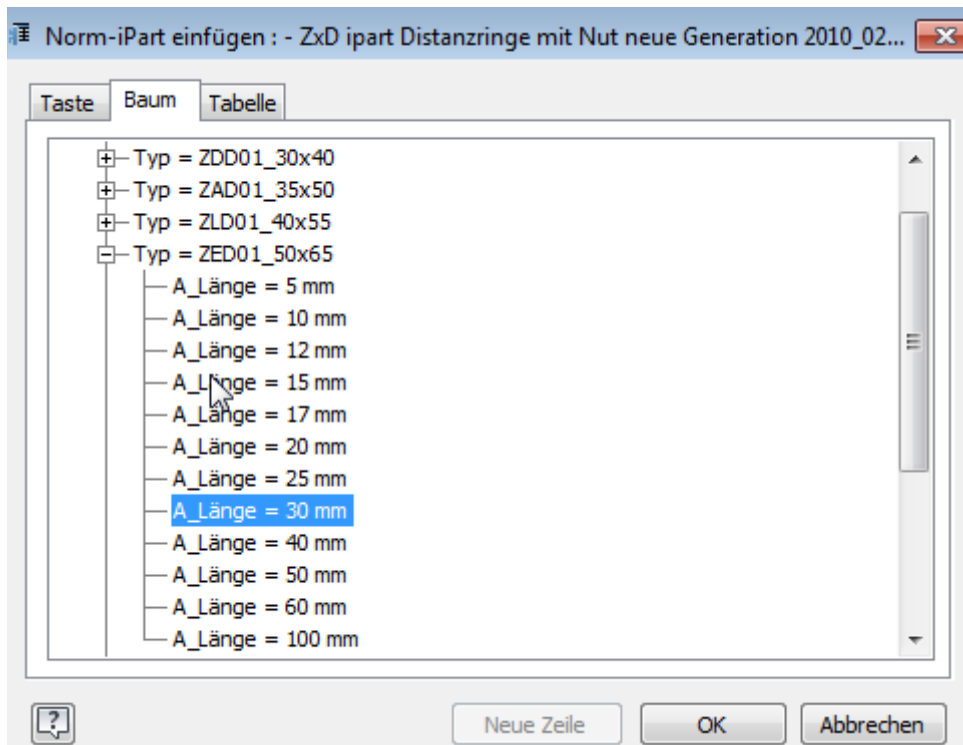 Norm-iPart einfügen : - ZxD ipart Distanzringe mit Nut neue Generation 2010_02...
Taste Baum Tabelle
Typ = ZDD01_30x40
Typ = ZAD01_35x50
Typ = ZLD01_40x55
Typ = ZED01_50x65
A_Länge = 5 mm
A_Länge = 10 mm
A_Länge = 12 mm
A_Länge = 15 mm
A_Länge = 17 mm
A_Länge = 20 mm
A_Länge = 25 mm
A_Länge = 30 mm
A_Länge = 40 mm
A_Länge = 50 mm
A_Länge = 60 mm
A_Länge = 100 mm
Neue Zeile OK Abbrechen